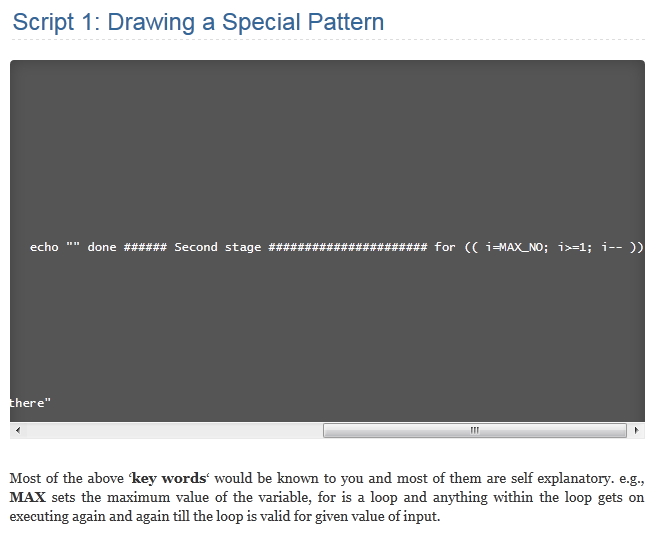 Script 1: Drawing a Special Pattern
echo "" done ###### Second stage ###################### for (( i=MAX_NO; i>=1; i-- ))
there"
Most of the above ‘key words‘ would be known to you and most of them are self explanatory. e.g.,
MAX sets the maximum value of the variable, for is a loop and anything within the loop gets on
executing again and again till the loop is valid for given value of input.